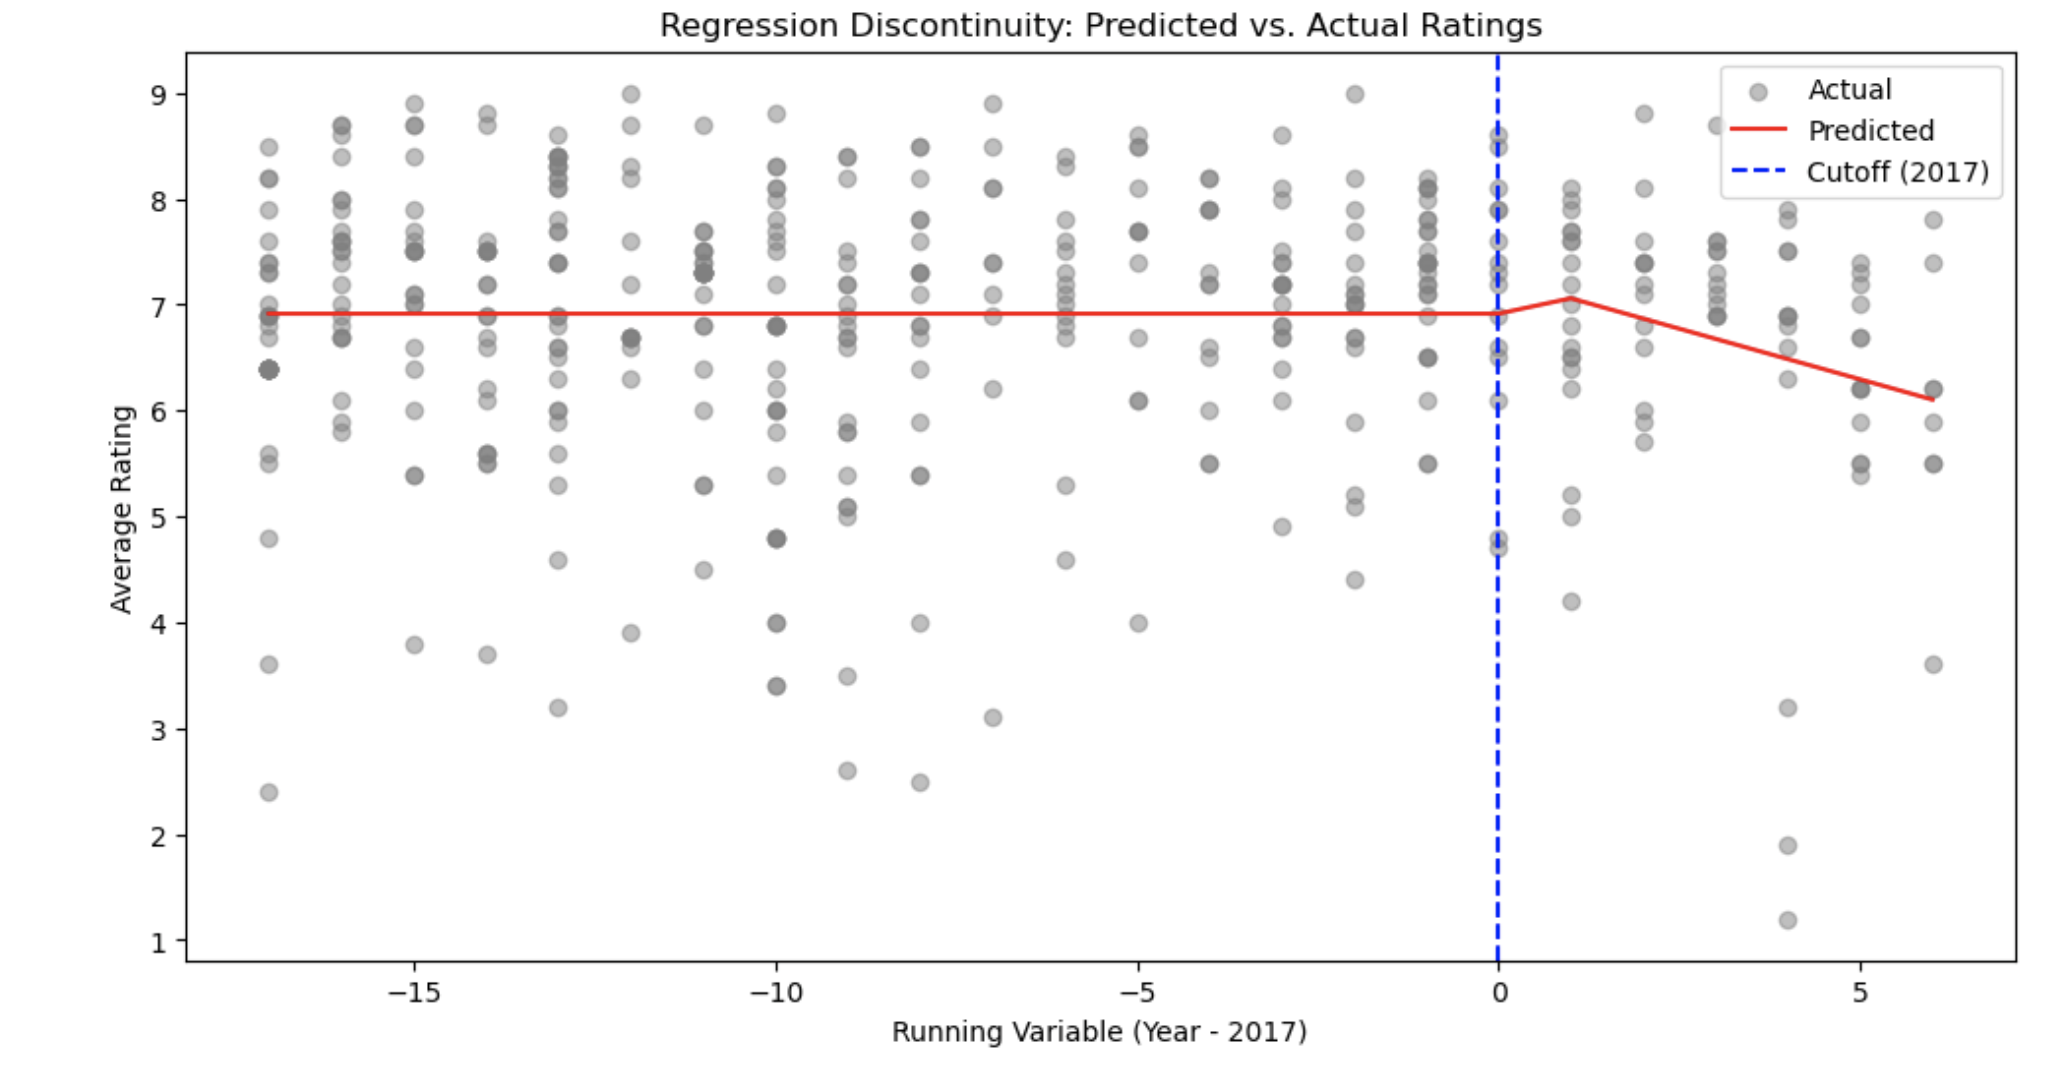 Regression Discontinuity: Predicted vs. Actual Ratings
Actual
Predicted
Cutoff (2017)
Average Rating
9
8
7
6
5
4
3
2
1
−15
−10
−5
0
5
Running Variable (Year - 2017)